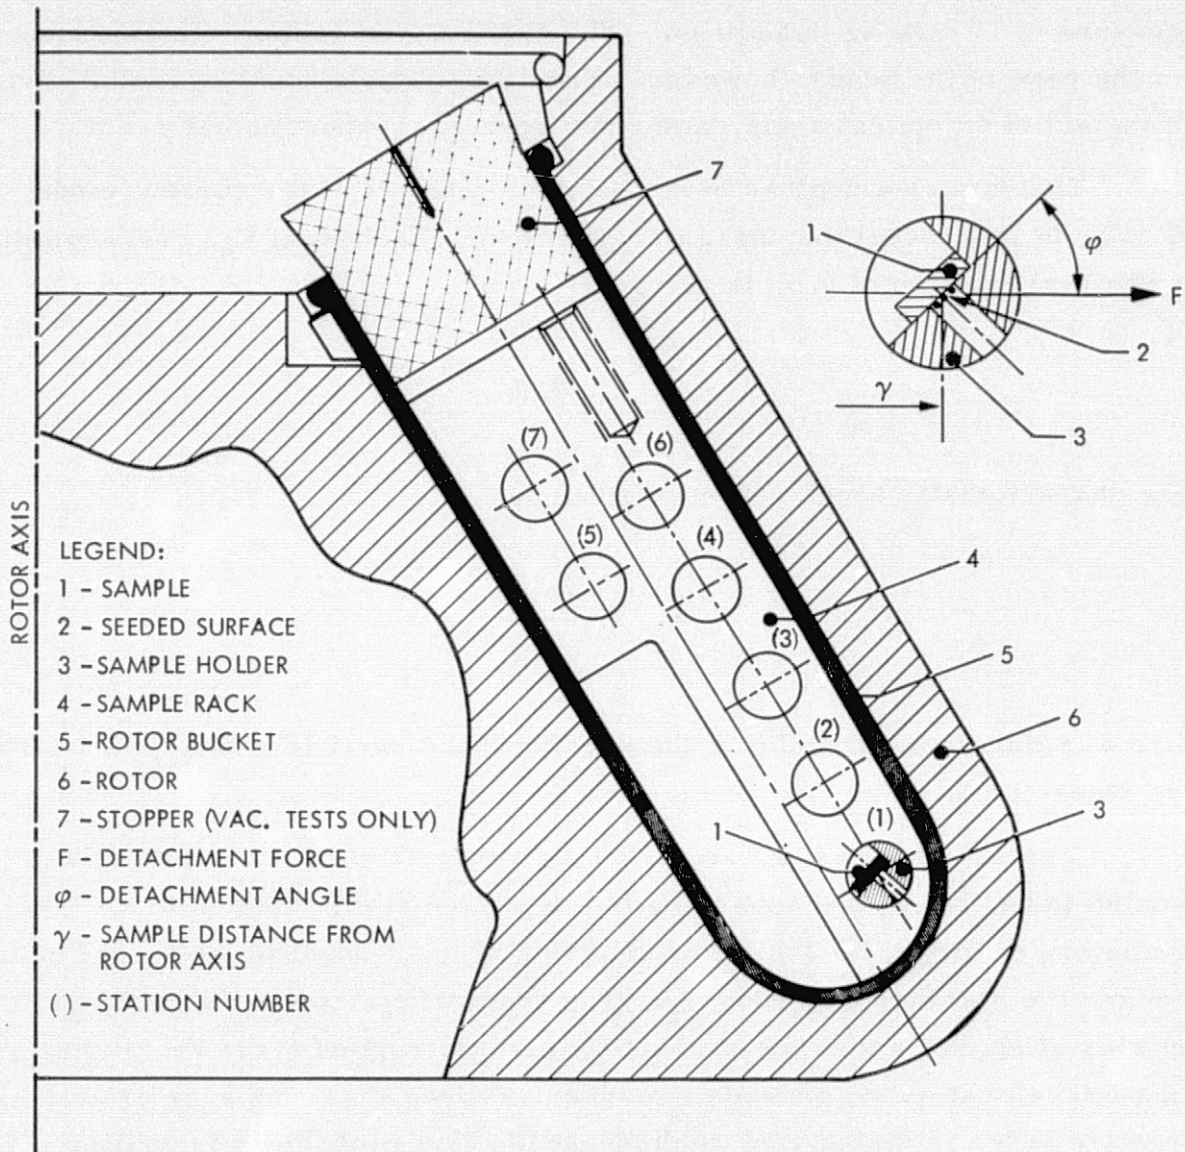 7
1
φ
F
2
γ
3
(7)
(6)
(5)
(4)
4
(3)
5
(2)
6
(1)
1
3
ROTOR AXIS
LEGEND:
1 - SAMPLE
2 - SEEDED SURFACE
3 - SAMPLE HOLDER
4 - SAMPLE RACK
5 - ROTOR BUCKET
6 - ROTOR
7 - STOPPER (VAC. TESTS ONLY)
F - DETACHMENT FORCE
φ - DETACHMENT ANGLE
γ - SAMPLE DISTANCE FROM
ROTOR AXIS
( ) - STATION NUMBER